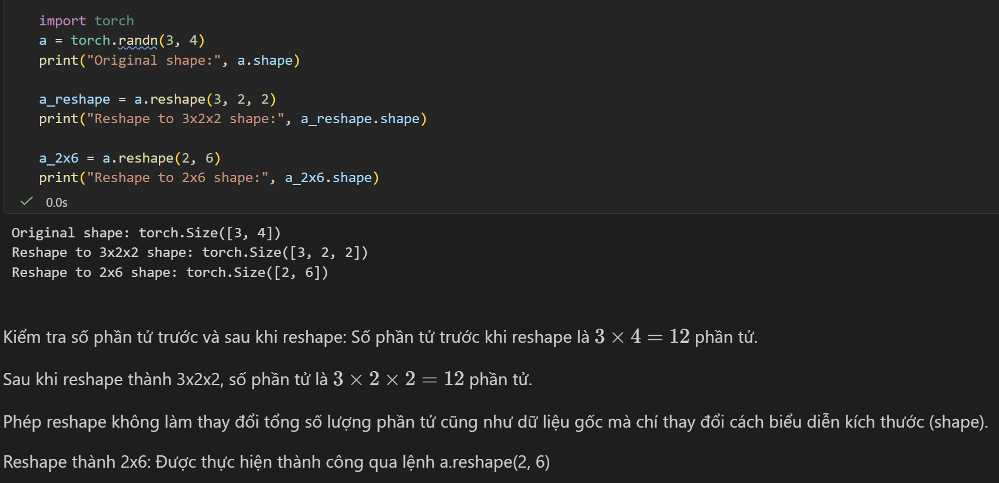 import torch
a = torch.randn(3, 4)
print("Original shape:", a.shape)
a_reshape = a.reshape(3, 2, 2)
print("Reshape to 3x2x2 shape:", a_reshape.shape)
a_2x6 = a.reshape(2, 6)
print("Reshape to 2x6 shape:", a_2x6.shape)
0.0s
Original shape: torch.Size([3, 4])
Reshape to 3x2x2 shape: torch.Size([3, 2, 2])
Reshape to 2x6 shape: torch.Size([2, 6])
Kiểm tra số phần tử trước và sau khi reshape: Số phần tử trước khi reshape là 3 × 4 = 12 phần tử.
Sau khi reshape thành 3x2x2, số phần tử là 3 × 2 × 2 = 12 phần tử.
Phép reshape không làm thay đổi tổng số lượng phần tử cũng như dữ liệu gốc mà chỉ thay đổi cách biểu diễn kích thước (shape).
Reshape thành 2x6: Được thực hiện thành công qua lệnh a.reshape(2, 6)